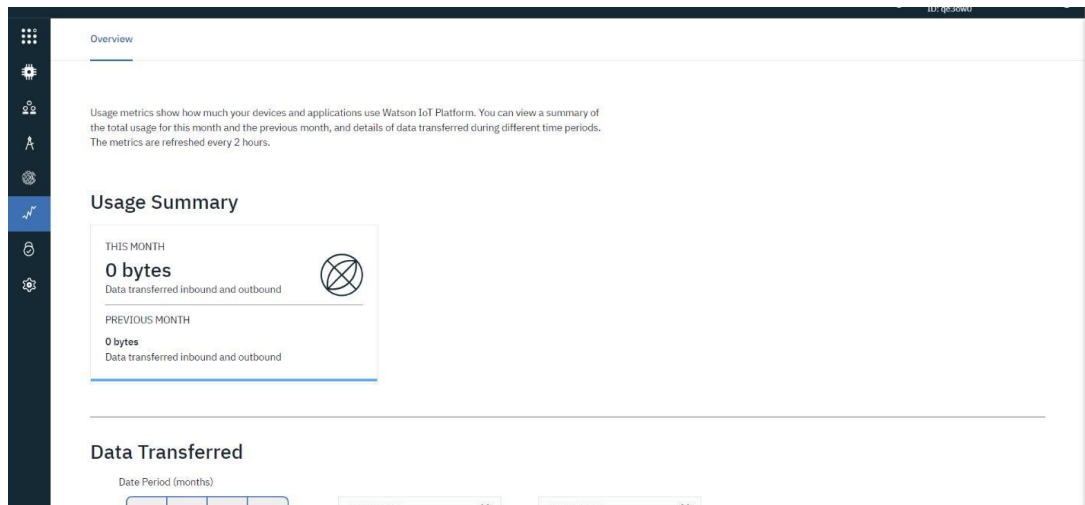 Overview
Usage metrics show how much your devices and applications use Watson IoT Platform. You can view a summary of
the total usage for this month and the previous month, and details of data transferred during different time periods.
The metrics are refreshed every 2 hours.
Usage Summary
THIS MONTH
0 bytes
Data transferred inbound and outbound
PREVIOUS MONTH
0 bytes
Data transferred inbound and outbound
Data Transferred
Date Period (months)